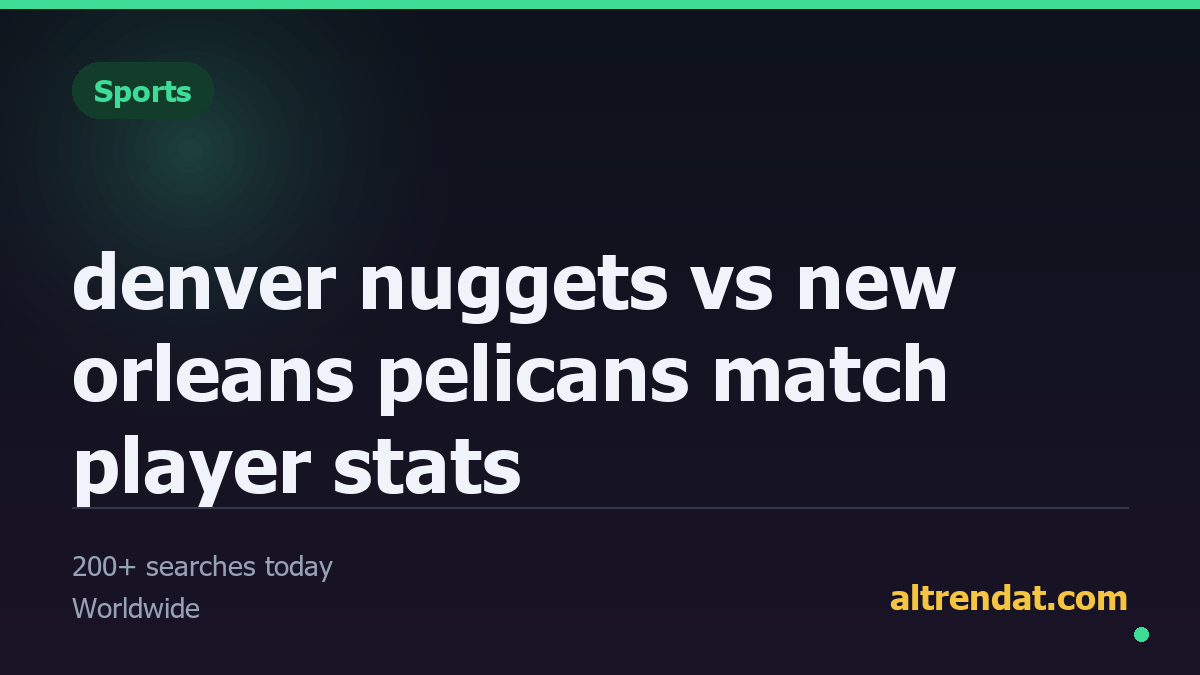 Sports
denver nuggets vs new
orleans pelicans match
player stats
200+ searches today
Worldwide
altrendat.com